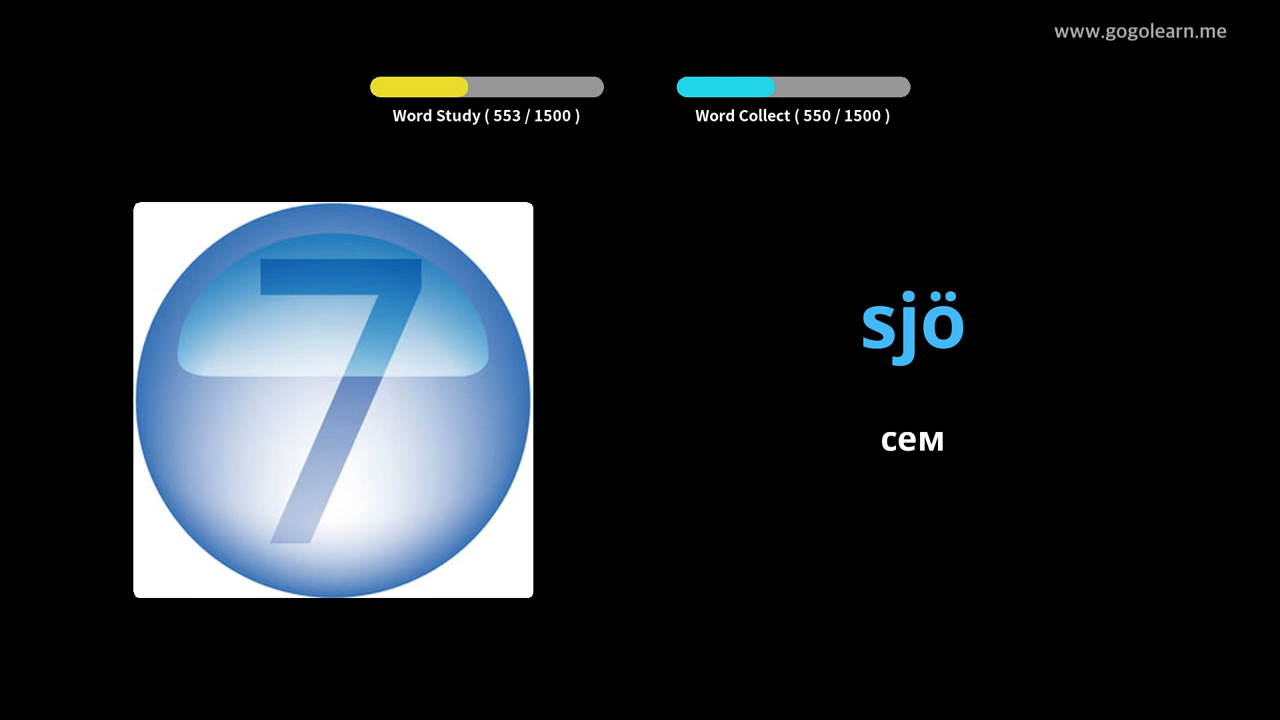 www.gogolearn.me
Word Study ( 553 / 1500 )
Word Collect ( 550 / 1500 )
7
sjö
сем